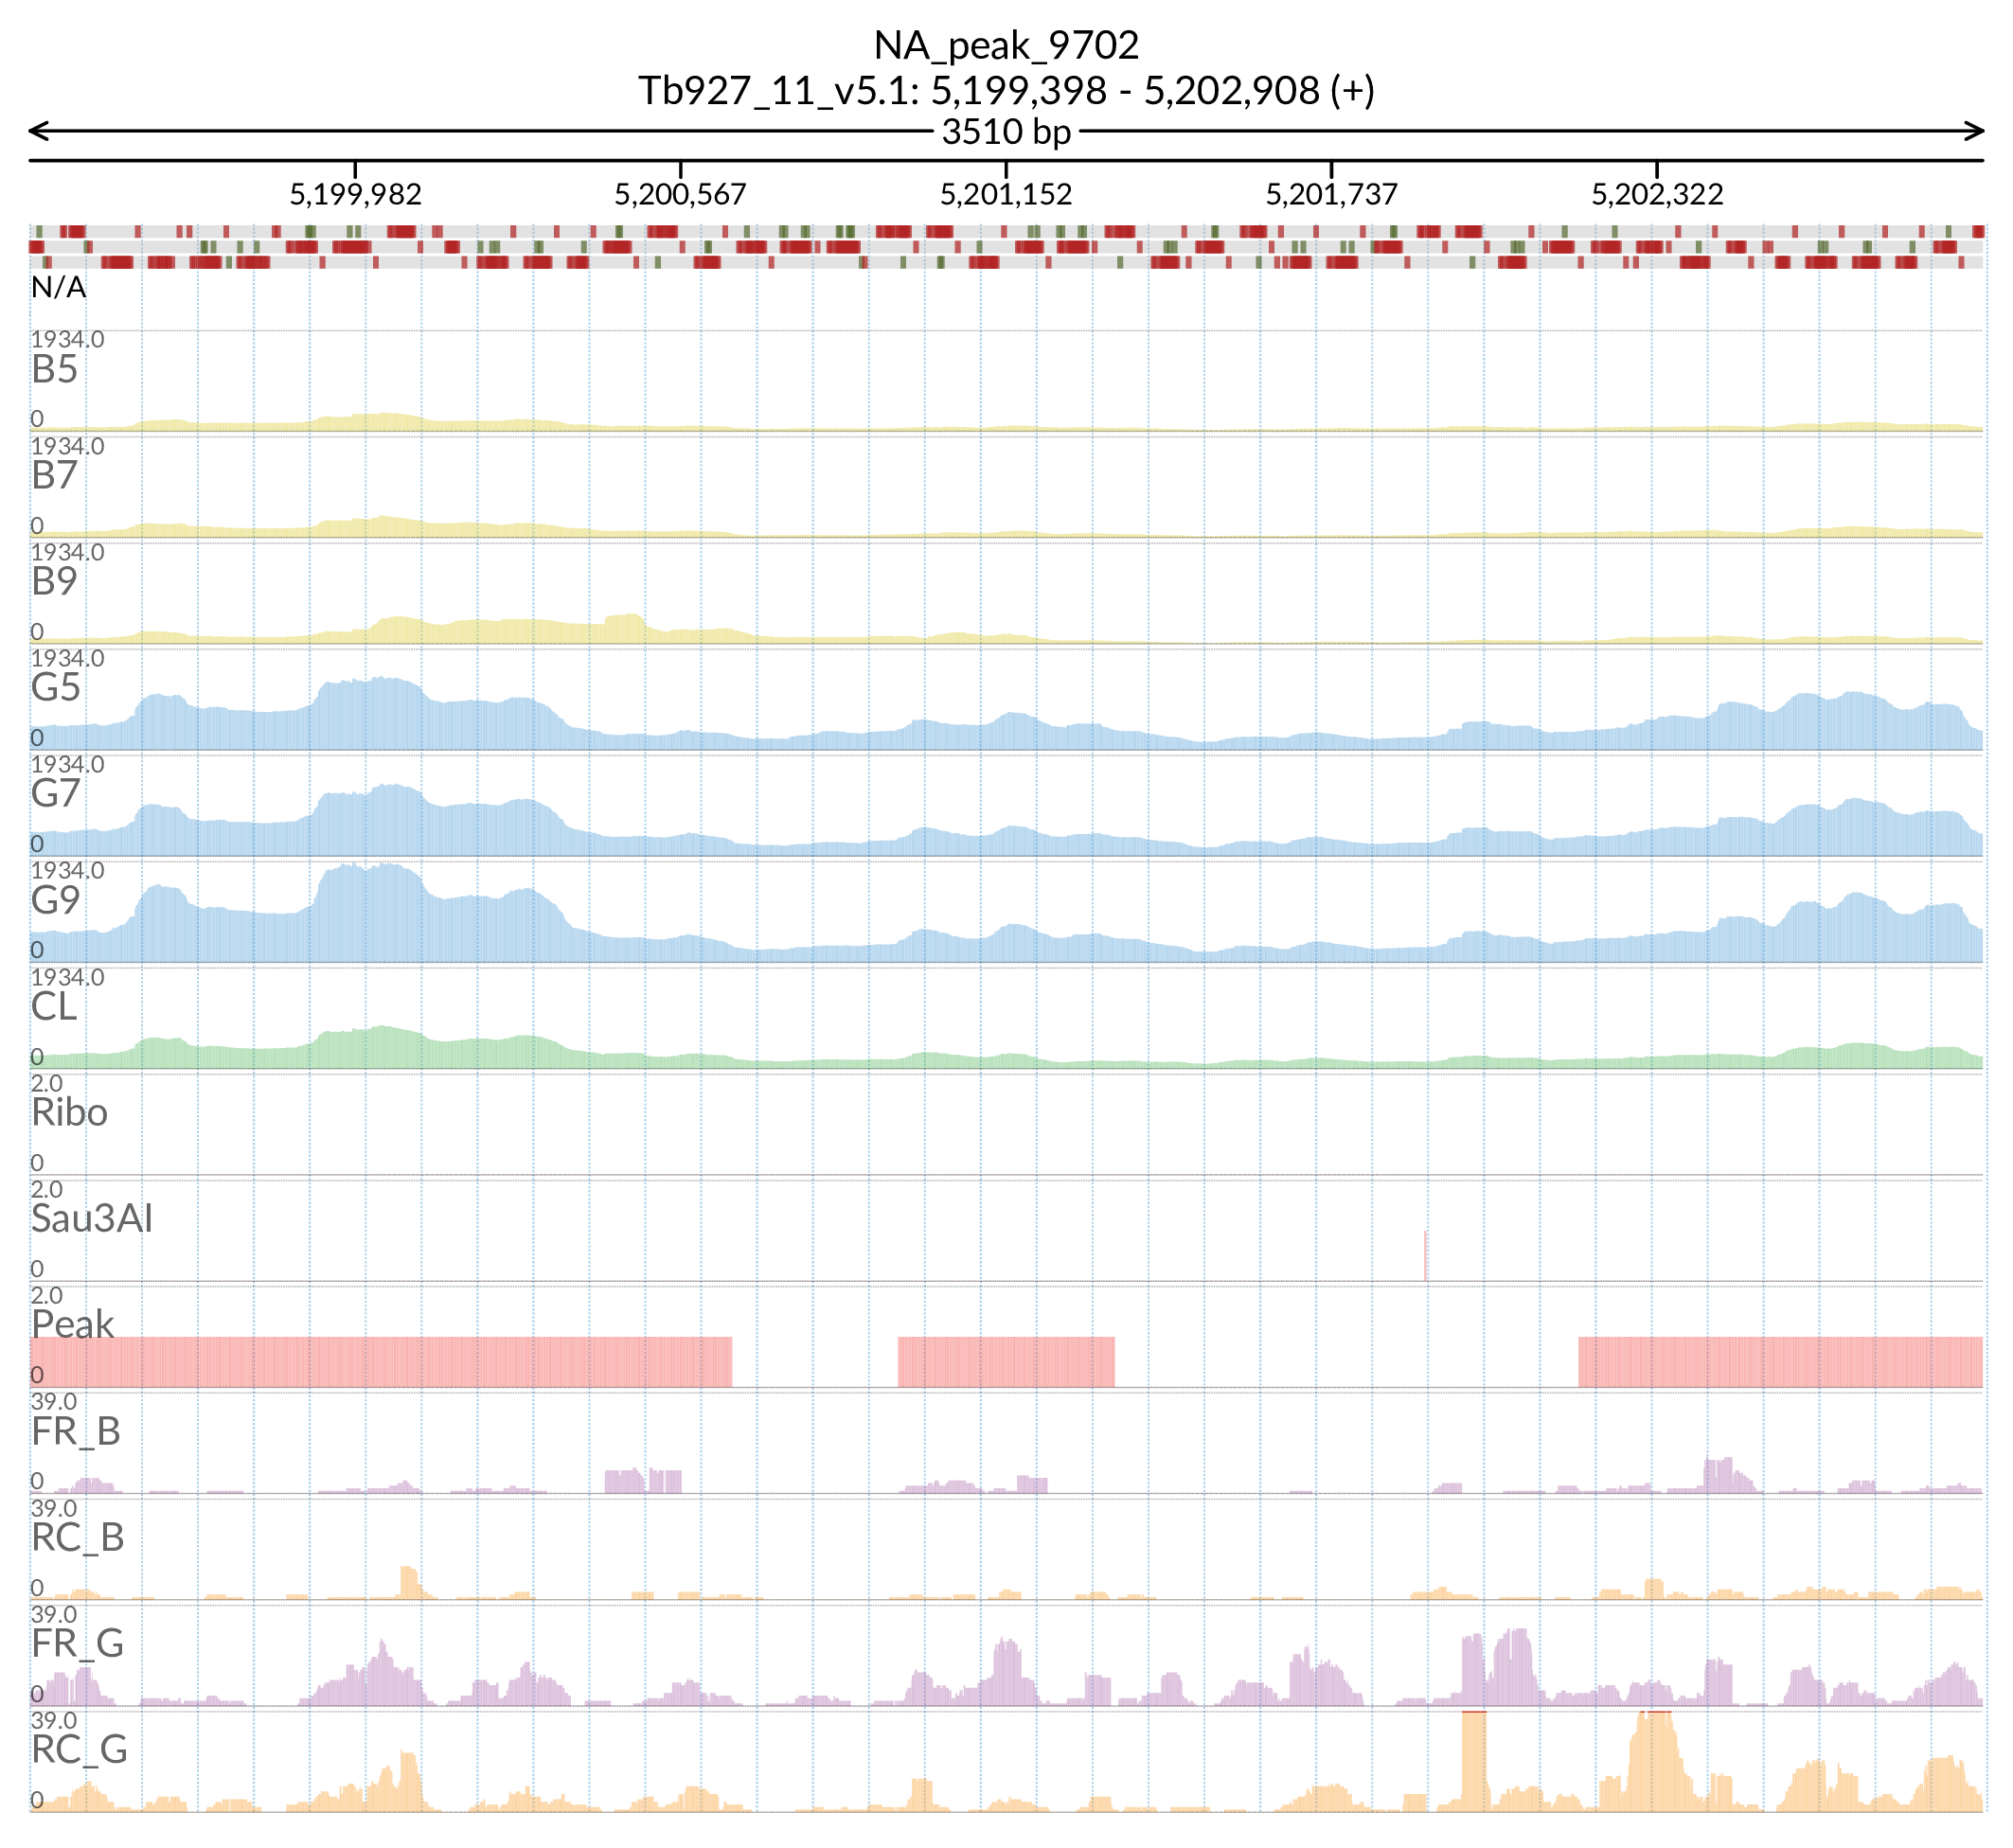 NA_peak_9702
Tb927_11_v5.1: 5,199,398 - 5,202,908 (+)
3510 bp
5,199,982 5,200,567 5,201,152 5,201,737 5,202,322
N/A
1934.0
B5
0
1934.0
B7
0
1934.0
B9
0
1934.0
G5
0
1934.0
G7
0
1934.0
G9
0
1934.0
CL
0
2.0
Ribo
0
2.0
Sau3AI
0
2.0
Peak
0
39.0
FR_B
0
39.0
RC_B
0
39.0
FR_G
0
39.0
RC_G
0